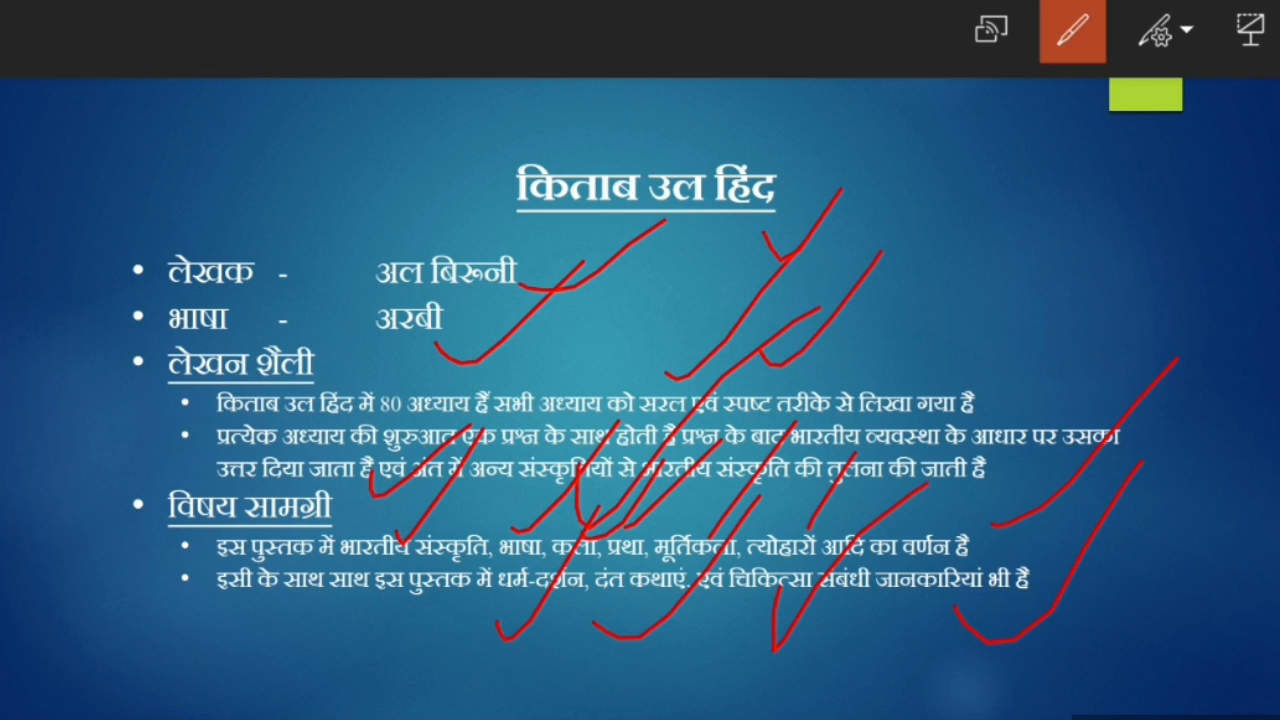 किताब उल हिंद
• लेखक - अल बिरूनी
• भाषा - अरबी
• लेखन शैली
• किताब उल हिंद में 80 अध्याय हैं सभी अध्याय को सरल एवं स्पष्ट तरीके से लिखा गया है
• प्रत्येक अध्याय की शुरुआत एक प्रश्न के साथ होती है प्रश्न के बाद भारतीय व्यवस्था के आधार पर उसका
उत्तर दिया जाता है एवं अंत में अन्य संस्कृतियों से भारतीय संस्कृति की तुलना की जाती है
• विषय सामग्री
• इस पुस्तक में भारतीय संस्कृति, भाषा, कला, प्रथा, मूर्तिकला, त्योहारों आदि का वर्णन है
• इसी के साथ साथ इस पुस्तक में धर्म-दर्शन, दंत कथाएं, एवं चिकित्सा संबंधी जानकारियां भी है